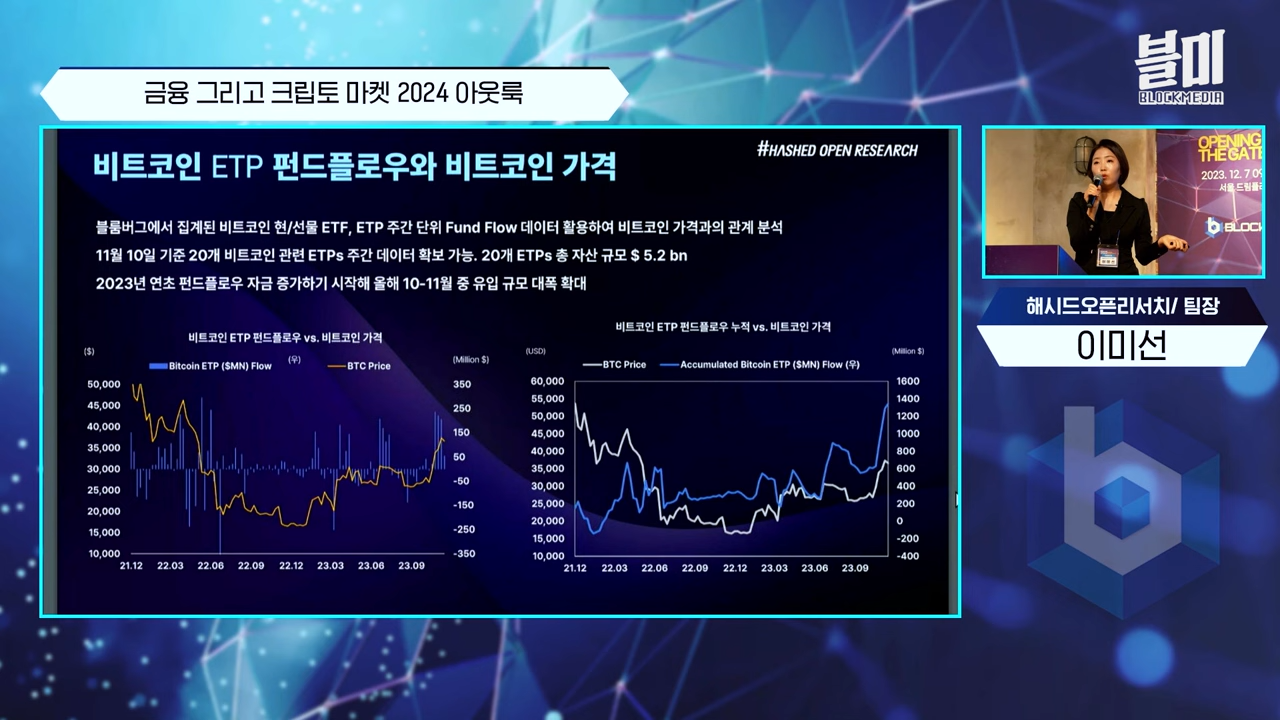 금융 그리고 크립토 마켓 2024 아웃룩
블미
BLOCKMEDIA
#HASHED OPEN RESEARCH
비트코인 ETP 펀드플로우와 비트코인 가격
블룸버그에서 집계된 비트코인 현/선물 ETF, ETP 주간 단위 Fund Flow 데이터 활용하여 비트코인 가격과의 관계 분석
11월 10일 기준 20개 비트코인 관련 ETPs 주간 데이터 확보 가능. 20개 ETPs 총 자산 규모 $ 5.2 bn
2023년 연초 펀드플로우 자금 증가하기 시작해 올해 10-11월 중 유입 규모 대폭 확대
비트코인 ETP 펀드플로우 vs. 비트코인 가격
($)
(우)
(Million $)
Bitcoin ETP ($MN) Flow
BTC Price
50,000
45,000
40,000
35,000
30,000
25,000
20,000
15,000
10,000
350
250
150
50
-50
-150
-250
-350
21.12 22.03 22.06 22.09 22.12 23.03 23.06 23.09
비트코인 ETP 펀드플로우 누적 vs. 비트코인 가격
(USD)
(Million $)
BTC Price
Accumulated Bitcoin ETP ($MN) Flow (우)
60,000
55,000
50,000
45,000
40,000
35,000
30,000
25,000
20,000
15,000
10,000
1600
1400
1200
1000
800
600
400
200
0
-200
-400
21.12 22.03 22.06 22.09 22.12 23.03 23.06 23.09
OPENING
THE GATE
2023. 12. 7
서울 드림플
BLOCK
해시드오픈리서치/ 팀장
이미선